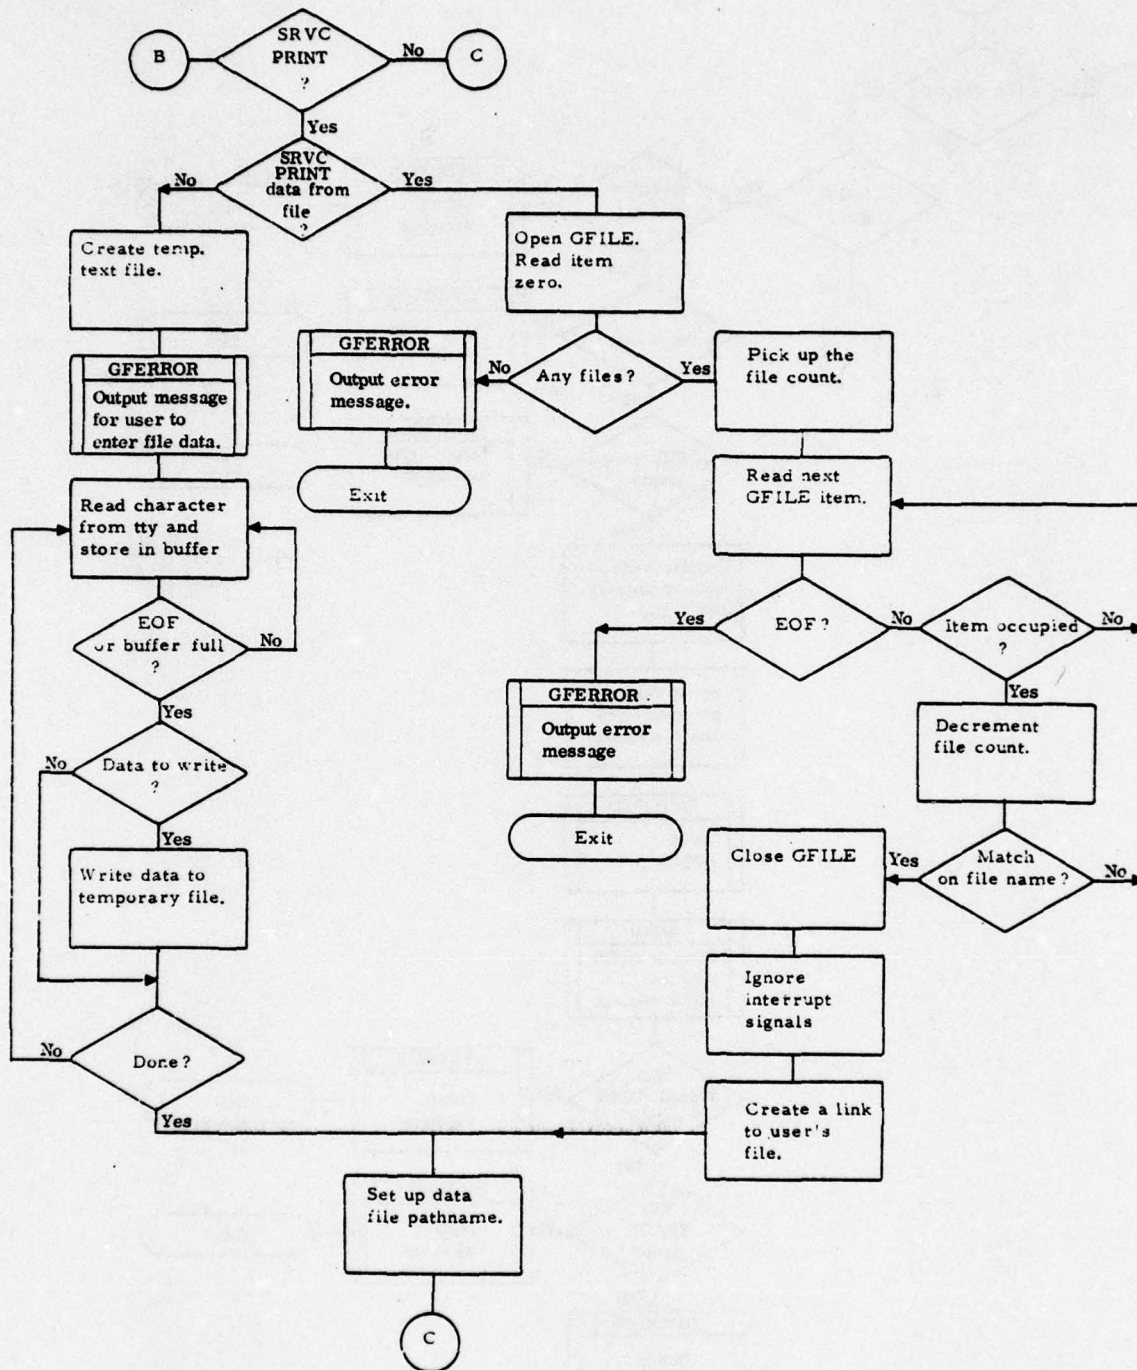 B
SRVC
PRINT
?
No
C
Yes
SRVC
PRINT
data from
file
?
No
Yes
Create temp.
text file.
Open GFILE.
Read item
zero.
GFERROR
Output message
for user to
enter file data.
GFERROR
Output error
message.
No
Any files?
Yes
Pick up the
file count.
Exit
Read next
GFILE item.
Read character
from tty and
store in buffer
EOF
or buffer full
?
No
Yes
Yes
EOF?
No
Item occupied
?
No
Yes
GFERROR
Output error
message
Exit
Decrement
file count.
Data to write
?
No
Yes
Write data to
temporary file.
Match
on file name?
Yes
No
Close GFILE
Ignore
interrupt
signals
Done?
No
Yes
Create a link
to user's
file.
Set up data
file pathname.
C